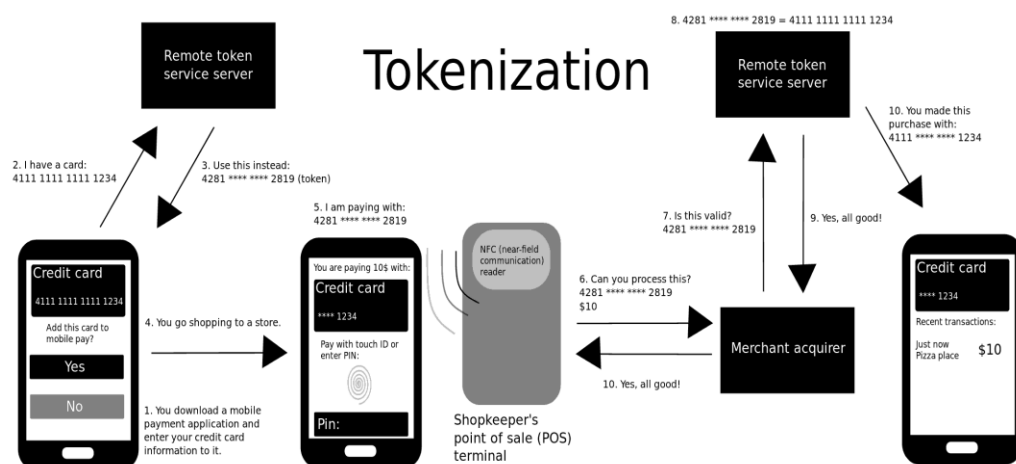 Tokenization
Remote token
service server
2. I have a card:
4111 1111 1111 1234
3. Use this instead:
4281 **** **** 2819 (token)
Credit card
4111 1111 1111 1234
Add this card to
mobile pay?
Yes
No
1. You download a mobile
payment application and
enter your credit card
information to it.
4. You go shopping to a store.
5. I am paying with:
4281 **** **** 2819
You are paying 10$ with:
Credit card
**** 1234
Pay with touch ID or
enter PIN:
Pin:
NFC (near-field
communication)
reader
Shopkeeper's
point of sale (POS)
terminal
6. Can you process this?
4281 **** **** 2819
$10
10. Yes, all good!
Merchant acquirer
7. Is this valid?
4281 **** **** 2819
8. 4281 **** **** 2819 = 4111 1111 1111 1234
Remote token
service server
9. Yes, all good!
10. You made this
purchase with:
4111 **** **** 1234
Credit card
**** 1234
Recent transactions:
Just now
Pizza place
$10